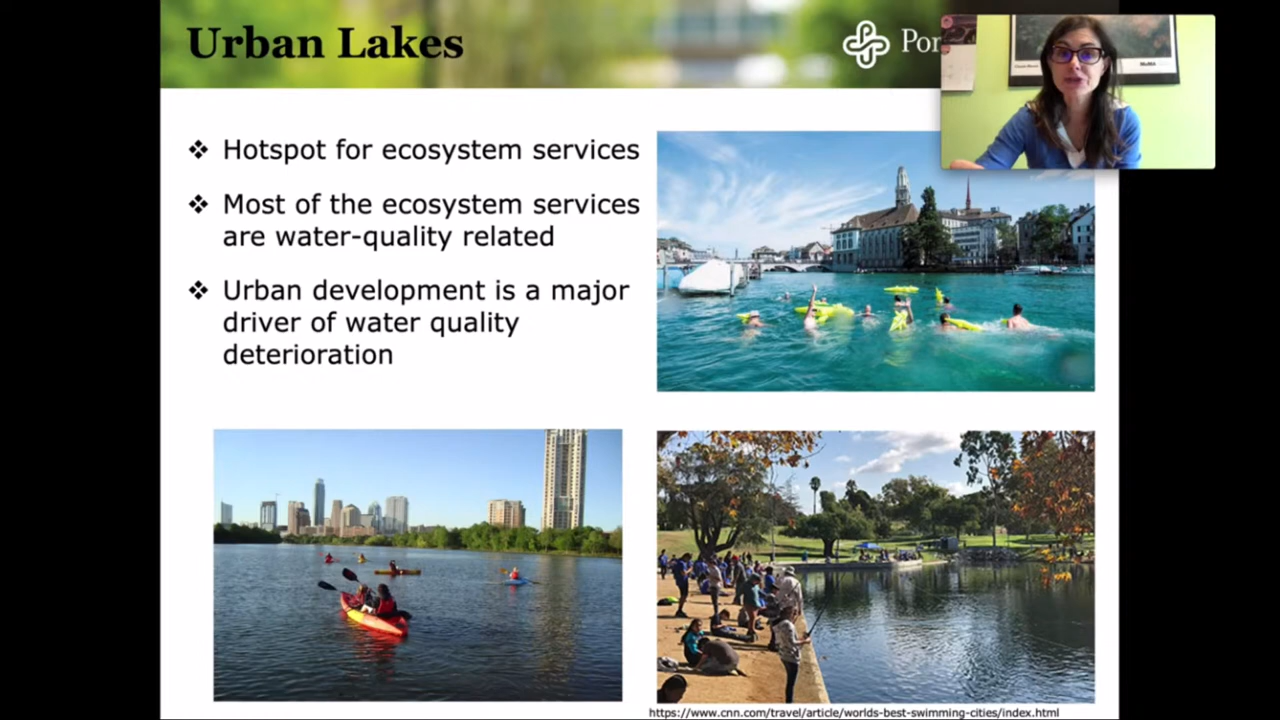 Urban Lakes
Por
❖ Hotspot for ecosystem services
❖ Most of the ecosystem services
are water-quality related
❖ Urban development is a major
driver of water quality
deterioration
https://www.cnn.com/travel/article/worlds-best-swimming-cities/index.html